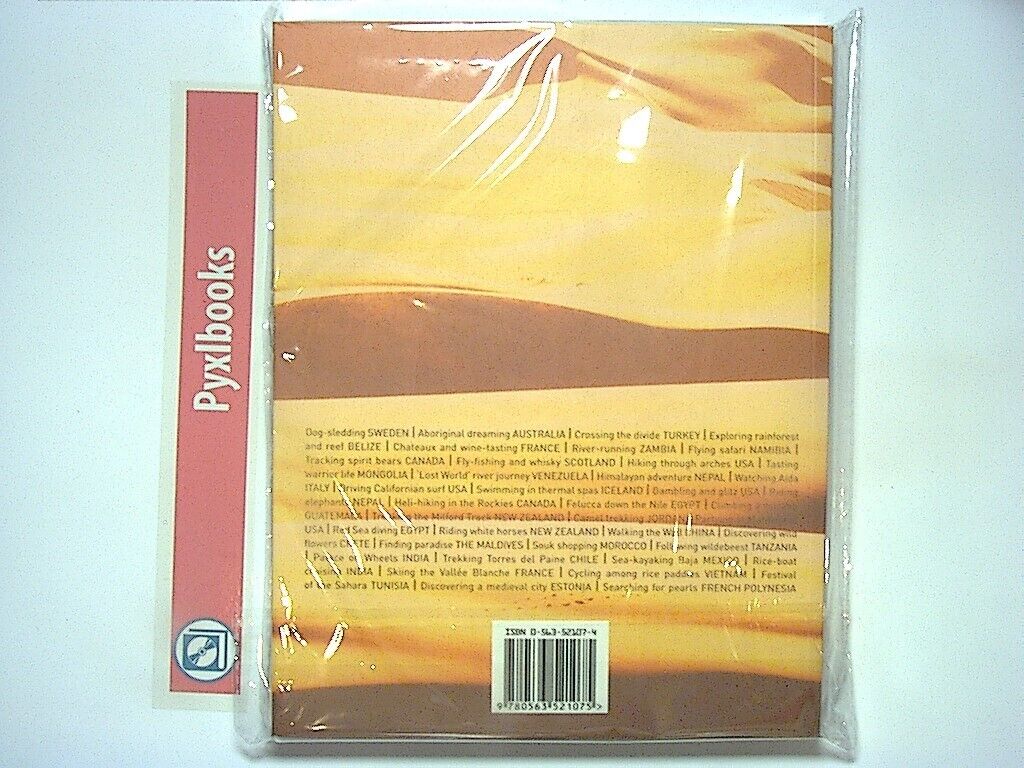 Pyxlbooks
Dog-sledding SWEDEN | Aboriginal dreaming AUSTRALIA | Crossing the divide TURKEY | Exploring rainforest
and reef BELIZE | Chateaux and wine-tasting FRANCE | River-running ZAMBIA | Flying safari NAMIBIA |
Tracking spirit bears CANADA | Fly-fishing and whisky SCOTLAND | Hiking through arches USA | Tasting
warrior life MONGOLIA | 'Lost World' river journey VENEZUELA | Himalayan adventure NEPAL | Watching Aida
ITALY | Driving Californian surf USA | Swimming in thermal spas ICELAND | Gambling and glitz USA | Riding
elephants NEPAL | Heli-hiking in the Rockies CANADA | Felucca down the Nile EGYPT | Climbing
GUATEMALA | Tramping the Milford Track NEW ZEALAND | Camel trekking JORDAN |
USA | Red Sea diving EGYPT | Riding white horses NEW ZEALAND | Walking the Wall CHINA | Discovering wild
flowers CRETE | Finding paradise THE MALDIVES | Souk shopping MOROCCO | Following wildebeest TANZANIA
| Palace on Wheels INDIA | Trekking Torres del Paine CHILE | Sea-kayaking Baja MEXICO | Rice-boat
cruising INDIA | Skiing the Vallée Blanche FRANCE | Cycling among rice paddies VIETNAM | Festival
of the Sahara TUNISIA | Discovering a medieval city ESTONIA | Searching for pearls FRENCH POLYNESIA
ISBN 0-563-52107-4
9 780563 521075 >